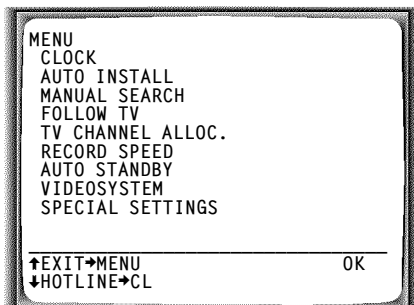 MENU
CLOCK
AUTO INSTALL
MANUAL SEARCH
FOLLOW TV
TV CHANNEL ALLOC.
RECORD SPEED
AUTO STANDBY
VIDEOSYSTEM
SPECIAL SETTINGS
↑EXIT→MENU OK
↓HOTLINE→CL